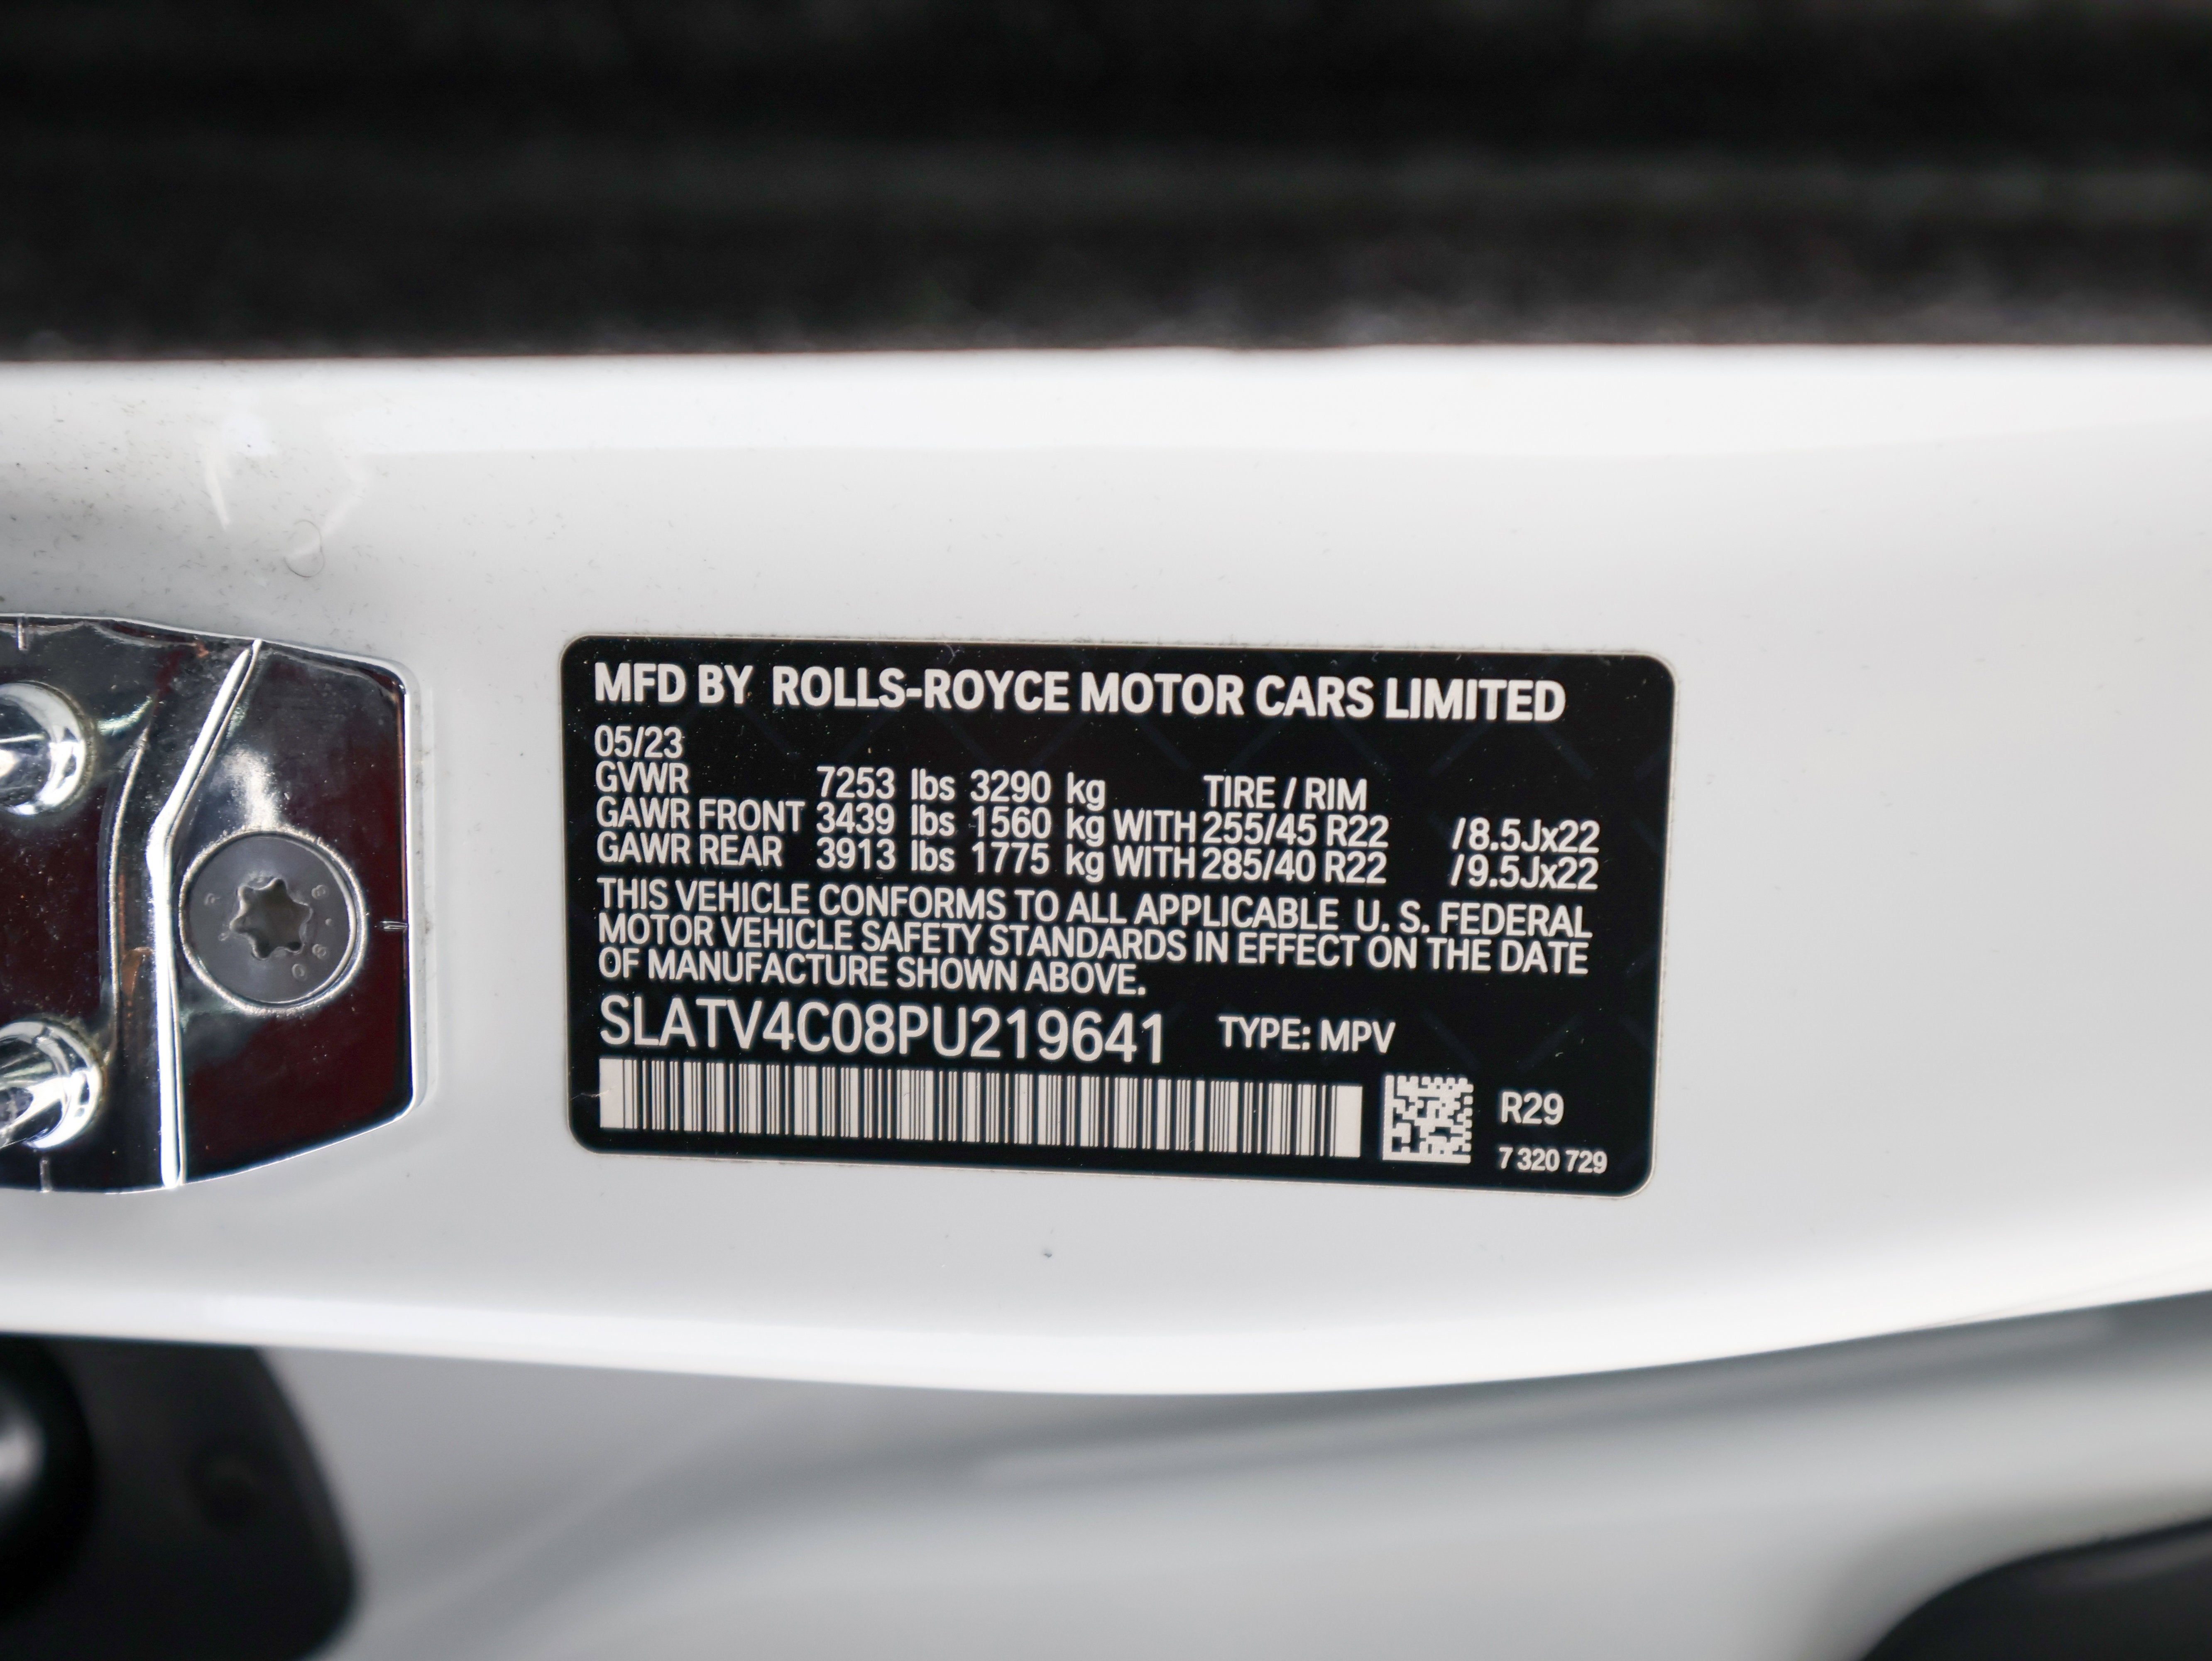 MFD BY ROLLS-ROYCE MOTOR CARS LIMITED
05/23
GVWR 7253 lbs 3290 kg TIRE / RIM
GAWR FRONT 3439 lbs 1560 kg WITH 255/45 R22 /8.5Jx22
GAWR REAR 3913 lbs 1775 kg WITH 285/40 R22 /9.5Jx22
THIS VEHICLE CONFORMS TO ALL APPLICABLE U. S. FEDERAL
MOTOR VEHICLE SAFETY STANDARDS IN EFFECT ON THE DATE
OF MANUFACTURE SHOWN ABOVE.
SLATV4C08PU219641 TYPE: MPV
R29
7 320 729